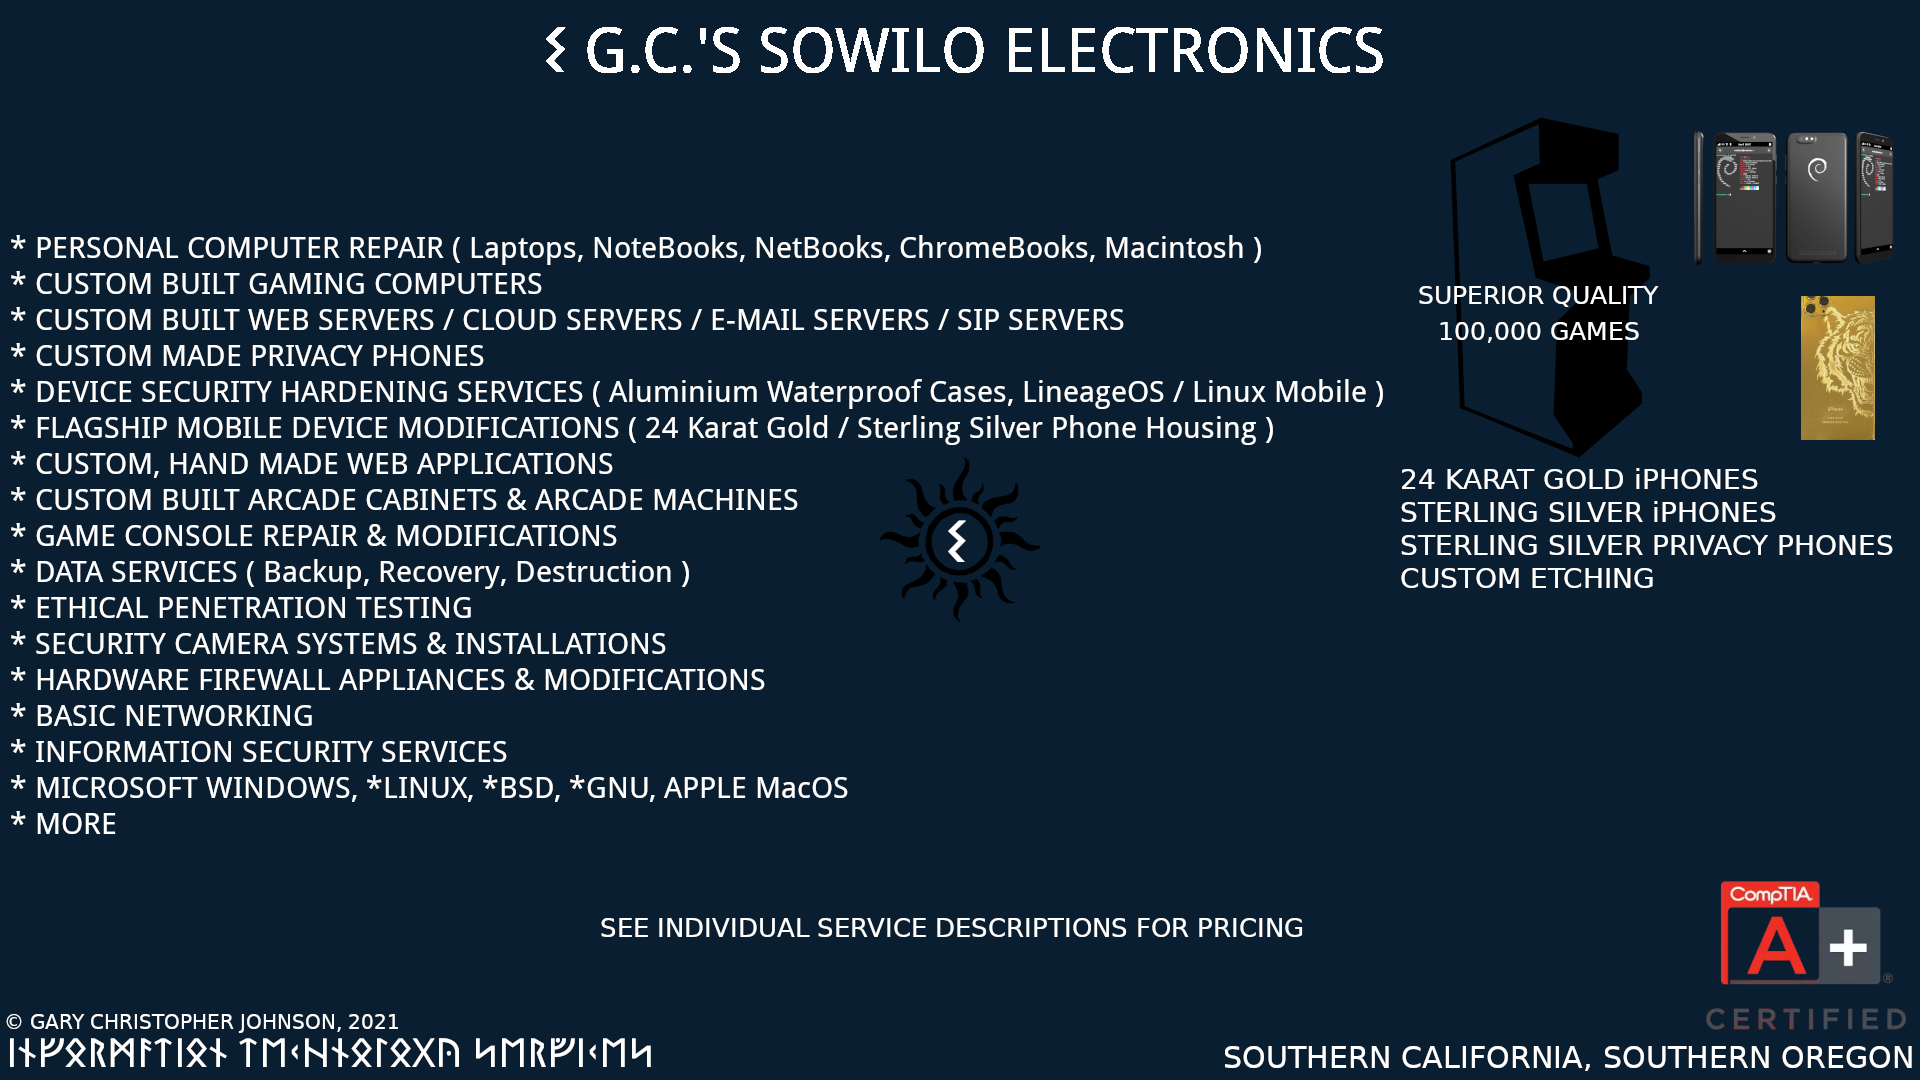 ᛊ G.C.'S SOWILO ELECTRONICS
* PERSONAL COMPUTER REPAIR ( Laptops, NoteBooks, NetBooks, ChromeBooks, Macintosh )
* CUSTOM BUILT GAMING COMPUTERS
* CUSTOM BUILT WEB SERVERS / CLOUD SERVERS / E-MAIL SERVERS / SIP SERVERS
* CUSTOM MADE PRIVACY PHONES
* DEVICE SECURITY HARDENING SERVICES ( Aluminium Waterproof Cases, LineageOS / Linux Mobile )
* FLAGSHIP MOBILE DEVICE MODIFICATIONS ( 24 Karat Gold / Sterling Silver Phone Housing )
* CUSTOM, HAND MADE WEB APPLICATIONS
* CUSTOM BUILT ARCADE CABINETS & ARCADE MACHINES
* GAME CONSOLE REPAIR & MODIFICATIONS
* DATA SERVICES ( Backup, Recovery, Destruction )
* ETHICAL PENETRATION TESTING
* SECURITY CAMERA SYSTEMS & INSTALLATIONS
* HARDWARE FIREWALL APPLIANCES & MODIFICATIONS
* BASIC NETWORKING
* INFORMATION SECURITY SERVICES
* MICROSOFT WINDOWS, *LINUX, *BSD, *GNU, APPLE MacOS
* MORE
ᛊ
SUPERIOR QUALITY
100,000 GAMES
24 KARAT GOLD iPHONES
STERLING SILVER iPHONES
STERLING SILVER PRIVACY PHONES
CUSTOM ETCHING
SEE INDIVIDUAL SERVICE DESCRIPTIONS FOR PRICING
CompTIA
A+
®
CERTIFIED
© GARY CHRISTOPHER JOHNSON, 2021
ᛁᚾᚠᛟᚱᛗᚨᛏᛁᛟᚾ ᛏᛖᚲᚺᚾᛟᛚᛟᚷᤣ ᛋᛖᚱᚹᛁᚲᛖᛋ
SOUTHERN CALIFORNIA, SOUTHERN OREGON